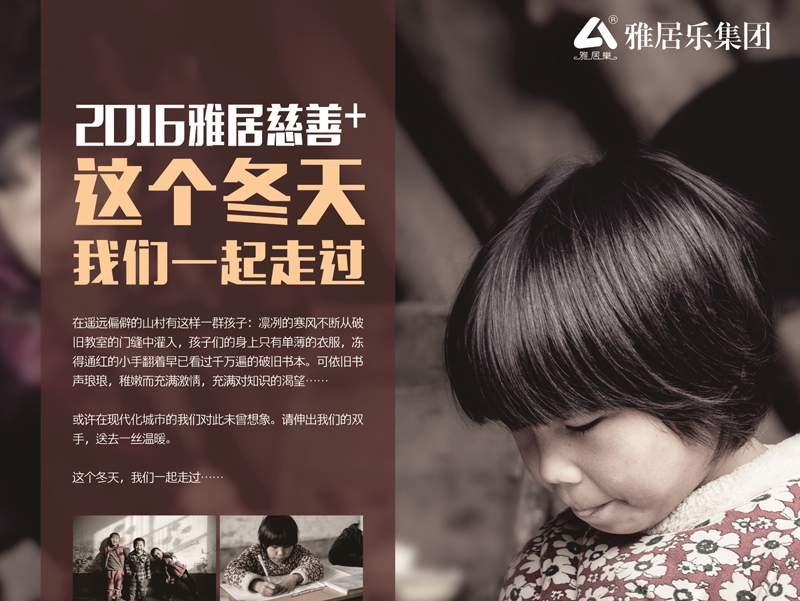 雅居乐集团
雅居樂
2016雅居慈善+
这个冬天
我们一起走过
在遥远偏僻的山村有这样一群孩子：凛冽的寒风不断从破
旧教室的门缝中灌入，孩子们的身上只有单薄的衣服，冻
得通红的小手翻着早已看过千万遍的破旧书本。可依旧书
声琅琅，稚嫩而充满激情，充满对知识的渴望……
或许在现代化城市的我们对此未曾想象。请伸出我们的双
手，送去一丝温暖。
这个冬天，我们一起走过……